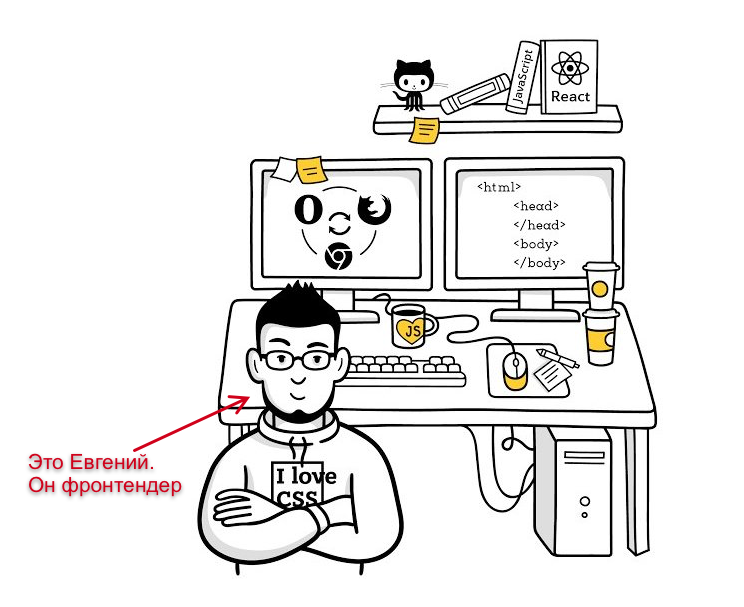 JavaScript
React
<html>
<head>
</head>
<body>
</body>
JS
Это Евгений.
Он фронтендер
I love
CSS